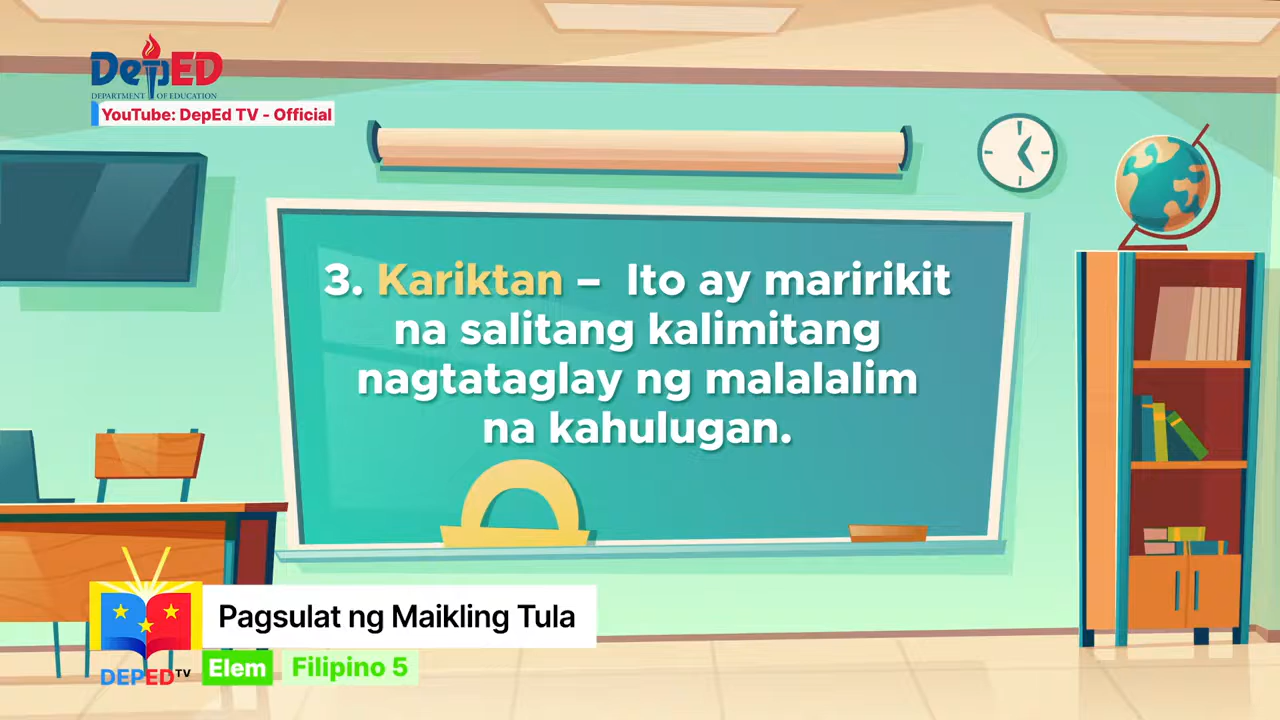 DepED
DEPARTMENT OF EDUCATION
YouTube: DepEd TV - Official
3. Kariktan – Ito ay maririkit
na salitang kalimitang
nagtataglay ng malalalim
na kahulugan.
Pagsulat ng Maikling Tula
DEPED TV
Elem Filipino 5